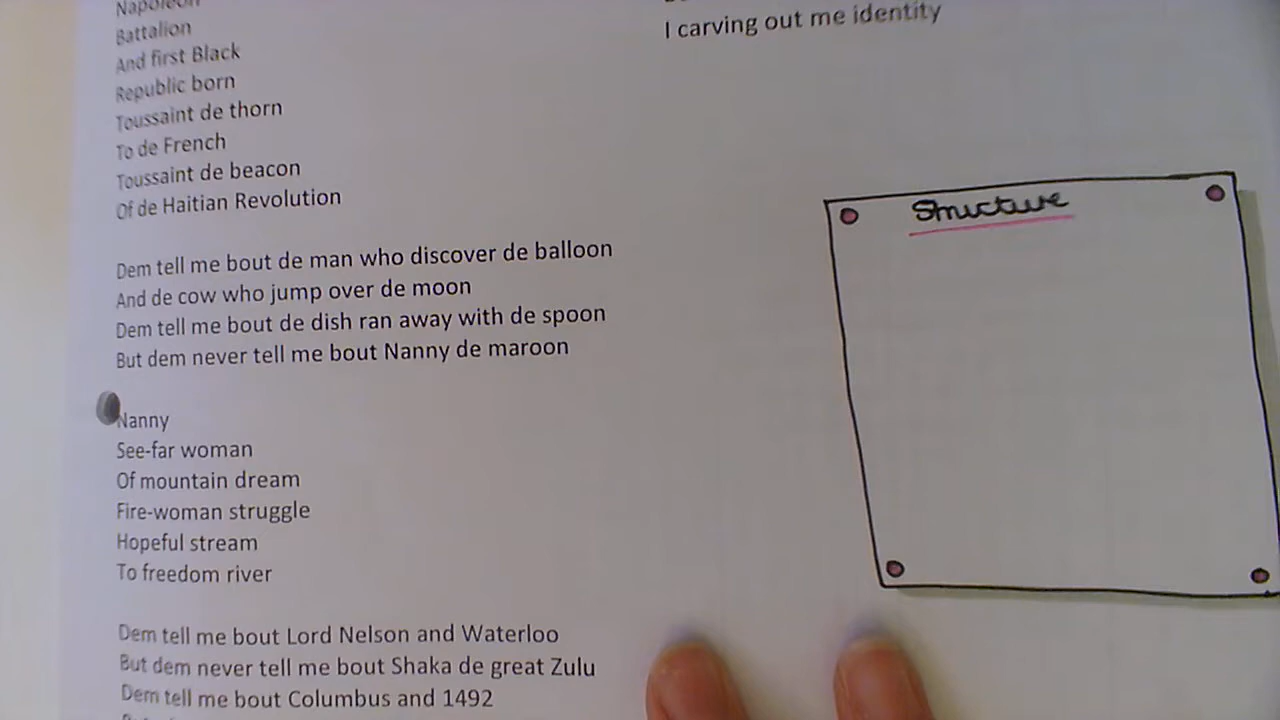 Napoleon
Battalion
And first Black
Republic born
Toussaint de thorn
To de French
Toussaint de beacon
Of de Haitian Revolution
Dem tell me bout de man who discover de balloon
And de cow who jump over de moon
Dem tell me bout de dish ran away with de spoon
But dem never tell me bout Nanny de maroon
Nanny
See-far woman
Of mountain dream
Fire-woman struggle
Hopeful stream
To freedom river
Dem tell me bout Lord Nelson and Waterloo
But dem never tell me bout Shaka de great Zulu
Dem tell me bout Columbus and 1492
I carving out me identity
Structure